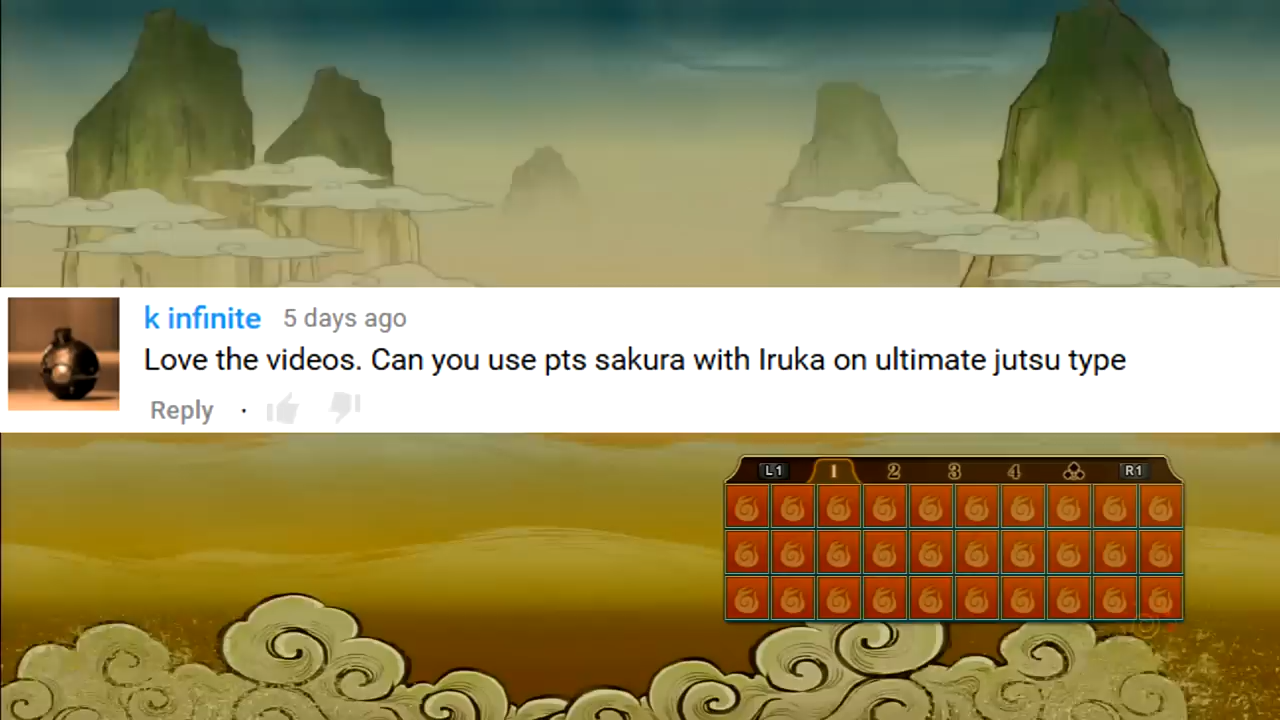 k infinite 5 days ago
Love the videos. Can you use pts sakura with Iruka on ultimate jutsu type
Reply ·
L1 1 2 3 4 R1